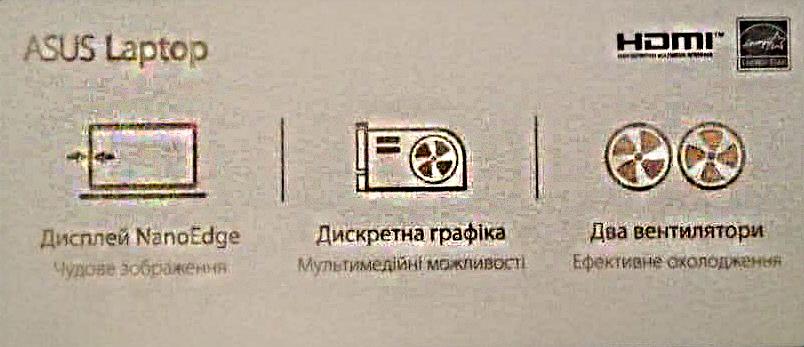 ASUS Laptop
HDMI™
Дисплей NanoEdge
Чудове зображення
Дискретна графіка
Мультимедійні можливості
Два вентилятори
Ефективне охолодження